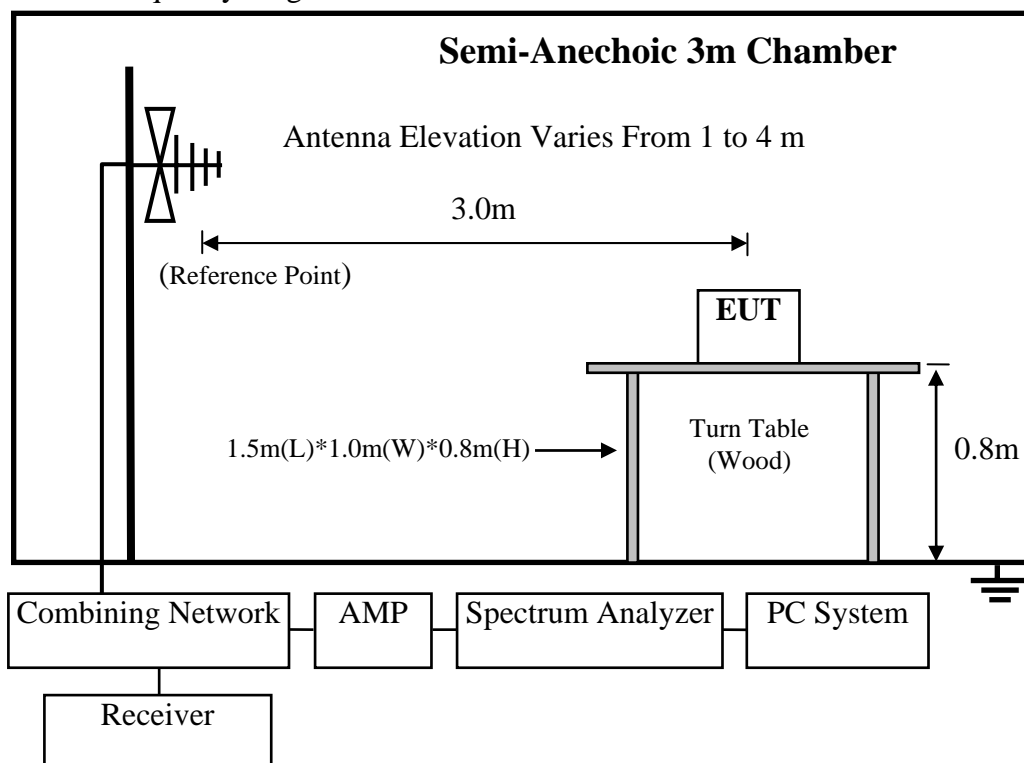 Semi-Anechoic 3m Chamber
Antenna Elevation Varies From 1 to 4 m
3.0m
(Reference Point)
EUT
1.5m(L)*1.0m(W)*0.8m(H)
Turn Table
(Wood)
0.8m
Combining Network
AMP
Spectrum Analyzer
PC System
Receiver